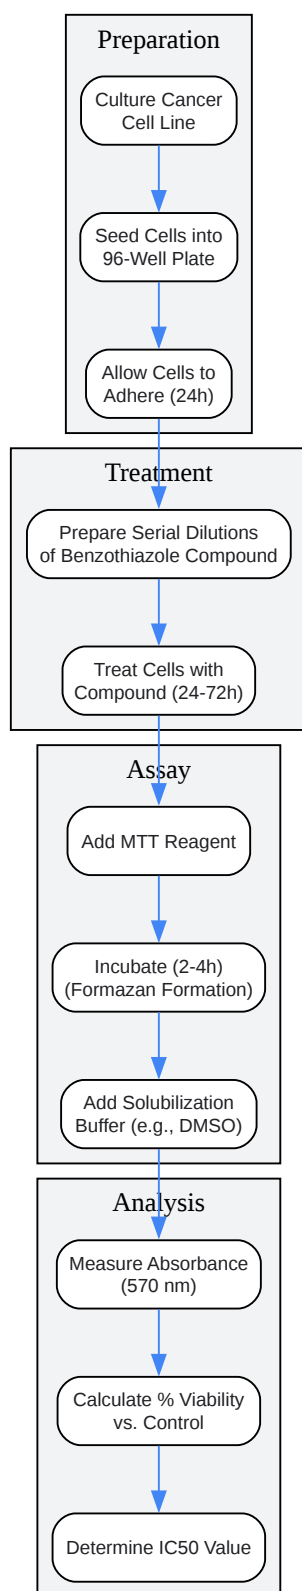 Preparation
Culture Cancer
Cell Line
Seed Cells into
96-Well Plate
Allow Cells to
Adhere (24h)
Treatment
Prepare Serial Dilutions
of Benzothiazole Compound
Treat Cells with
Compound (24-72h)
Assay
Add MTT Reagent
Incubate (2-4h)
(Formazan Formation)
Add Solubilization
Buffer (e.g., DMSO)
Analysis
Measure Absorbance
(570 nm)
Calculate % Viability
vs. Control
Determine IC50 Value